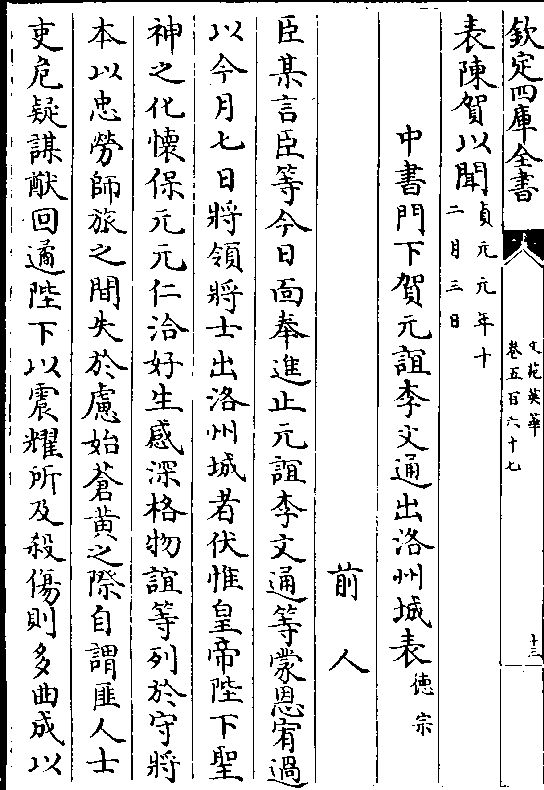 欽定四庫全書
文苑英華
卷五百六十七
十三
表陳賀以聞貞元元年十
二月三日
中書門下賀元誼李文通出洛州城表德宗
前人
臣某言臣等今日面奉進止元誼李文通等蒙恩宥過
以今月七日將領將士出洛州城者伏惟皇帝陛下聖
神之化懷保元元仁洽好生感深格物誼等列於守將
本以忠勞師旅之間失於慮始蒼黄之際自謂匪人士
吏危疑謀猷回遹陛下以震耀所及殺傷則多曲成以